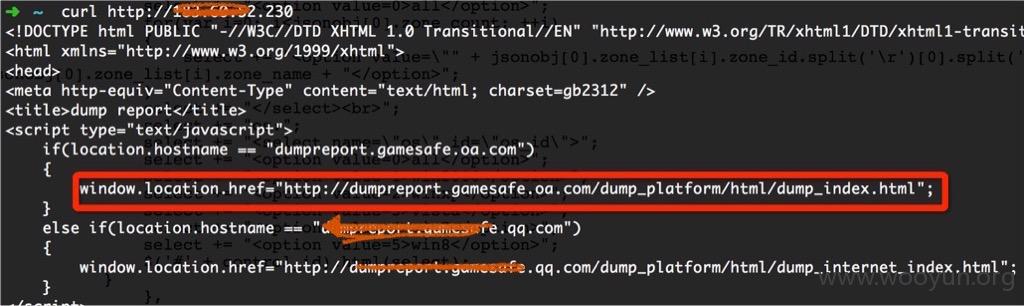 ➜ ~ curl http:// .230
<!DOCTYPE html PUBLIC "-//W3C//DTD XHTML 1.0 Transitional//EN" "http://www.w3.org/TR/xhtml1/DTD/xhtml1-transit
<html xmlns="http://www.w3.org/1999/xhtml">
<head>
<meta http-equiv="Content-Type" content="text/html; charset=gb2312" />
<title>dump report</title>
<script type="text/javascript">
if(location.hostname == "dumpreport.gamesafe.oa.com")
{
window.location.href="http://dumpreport.gamesafe.oa.com/dump_platform/html/dump_index.html";
}
else if(location.hostname == "dumpreport.gamesafe.qq.com")
{
window.location.href="http://dumpreport.gamesafe.qq.com/dump_platform/html/dump_internet_index.html";
}
</script>
www.wooyun.org